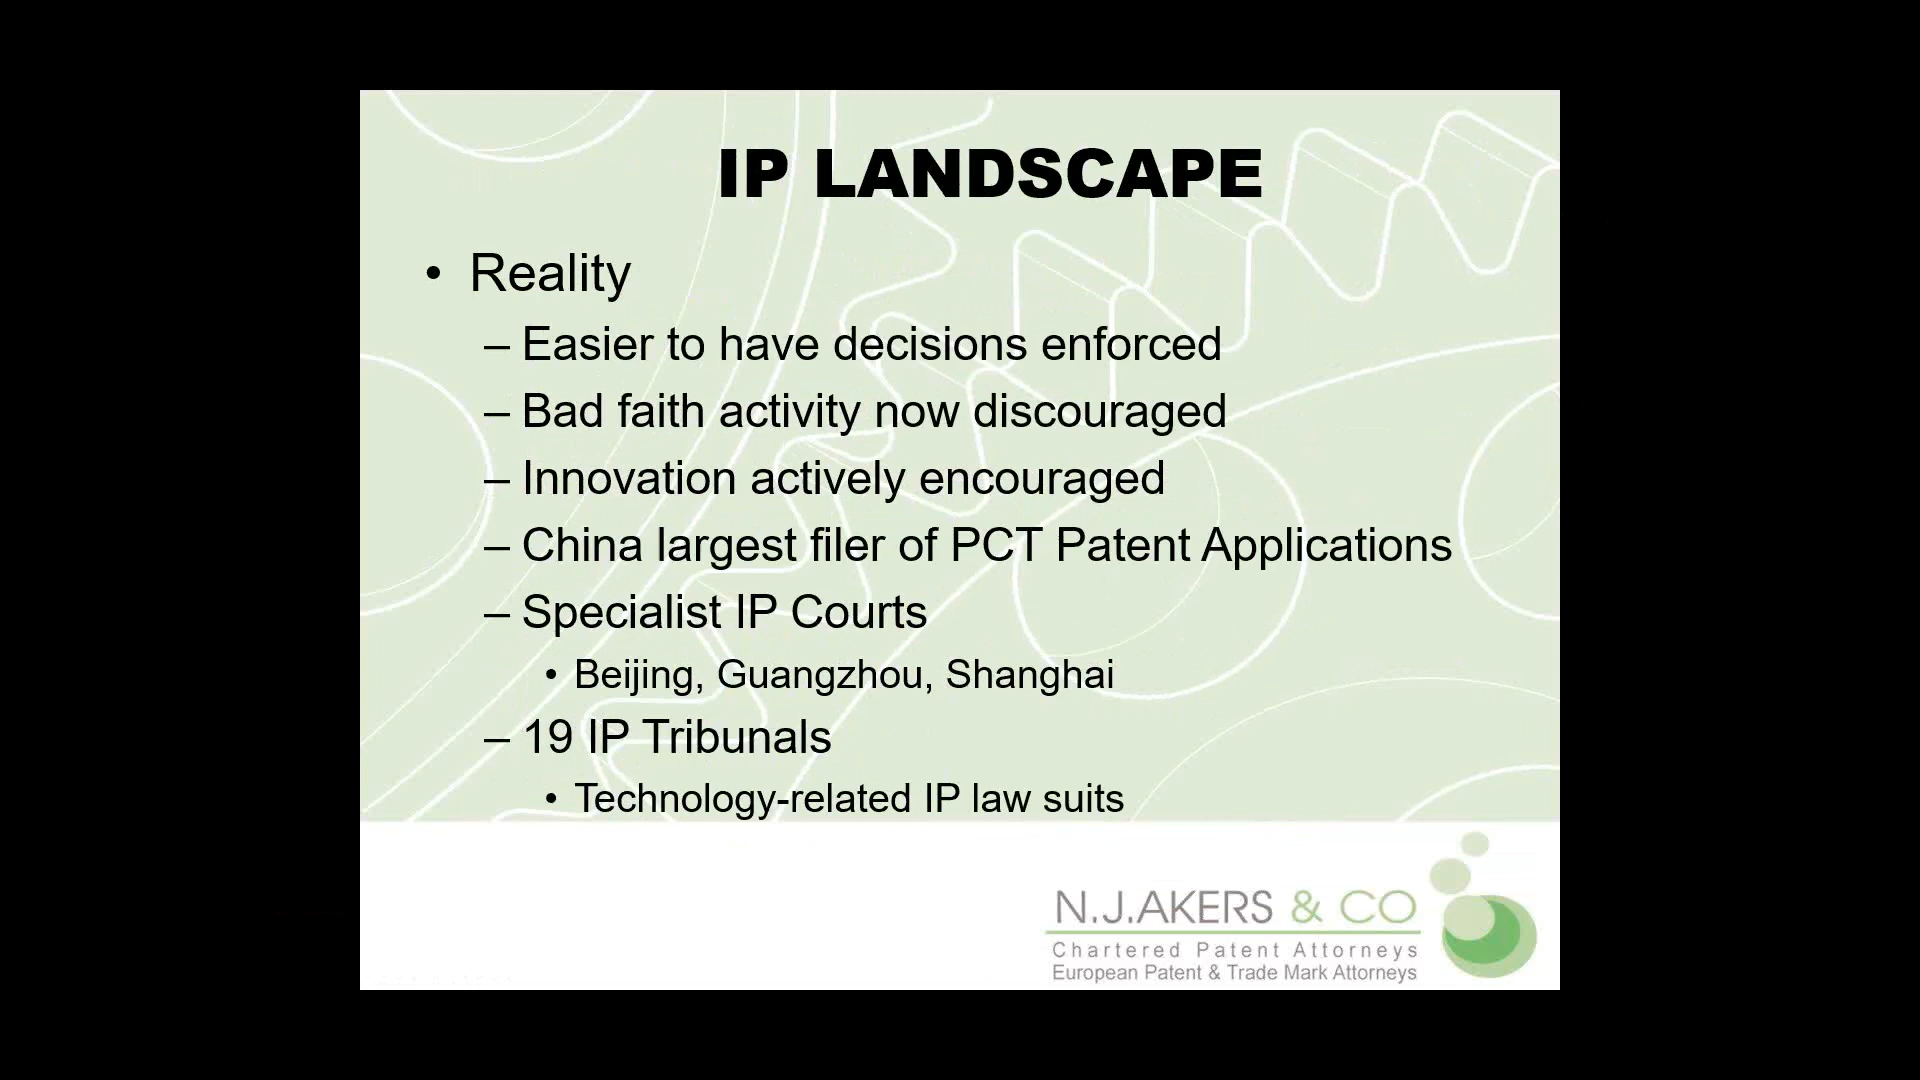 IP LANDSCAPE
• Reality
– Easier to have decisions enforced
– Bad faith activity now discouraged
– Innovation actively encouraged
– China largest filer of PCT Patent Applications
– Specialist IP Courts
• Beijing, Guangzhou, Shanghai
– 19 IP Tribunals
• Technology-related IP law suits
N.J.AKERS & CO
Chartered Patent Attorneys
European Patent & Trade Mark Attorneys